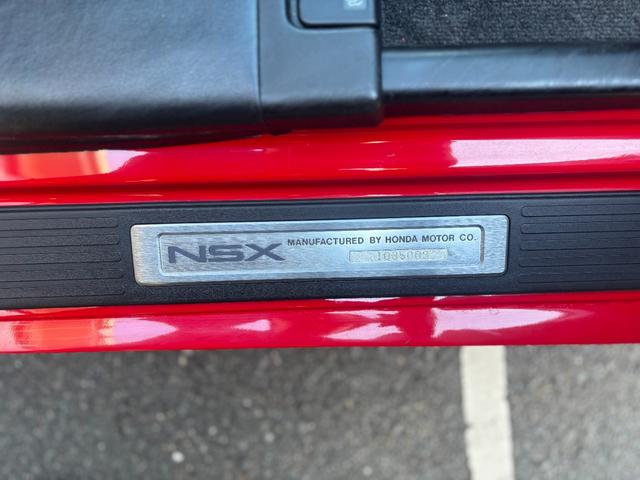 NSX
MANUFACTURED BY HONDA MOTOR CO.